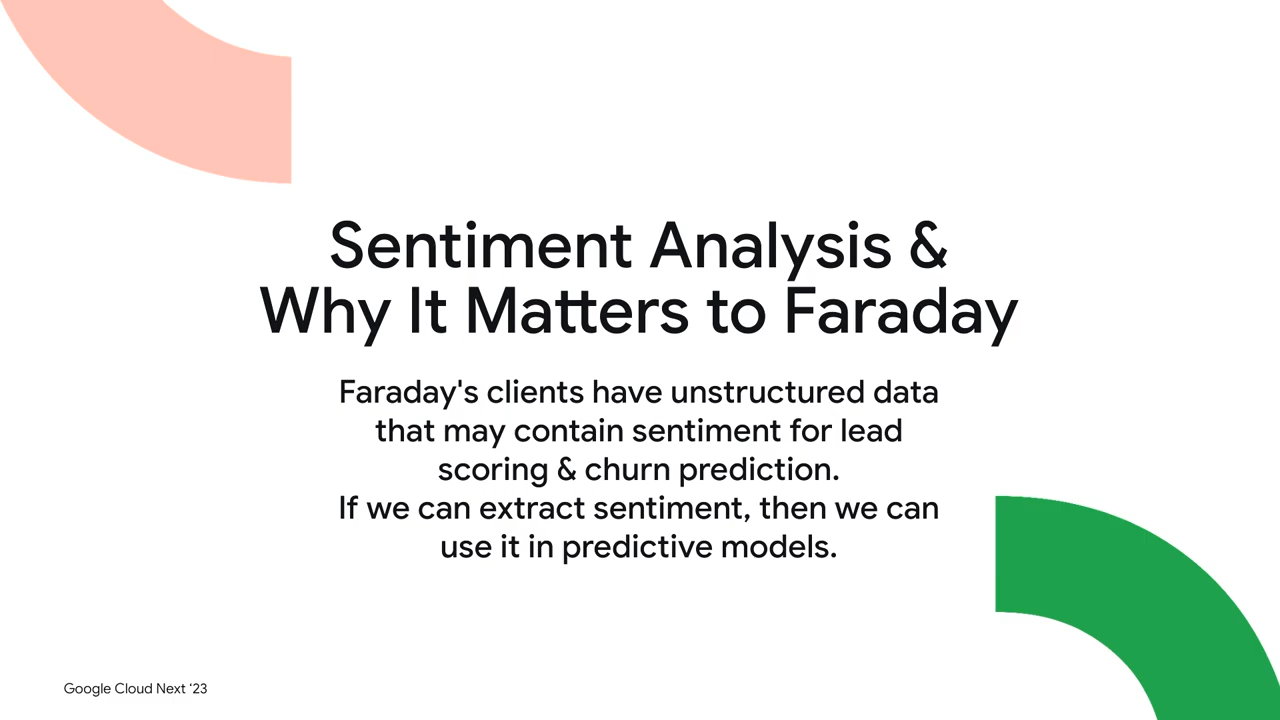 Sentiment Analysis &
Why It Matters to Faraday
Faraday's clients have unstructured data
that may contain sentiment for lead
scoring & churn prediction.
If we can extract sentiment, then we can
use it in predictive models.
Google Cloud Next ‘23